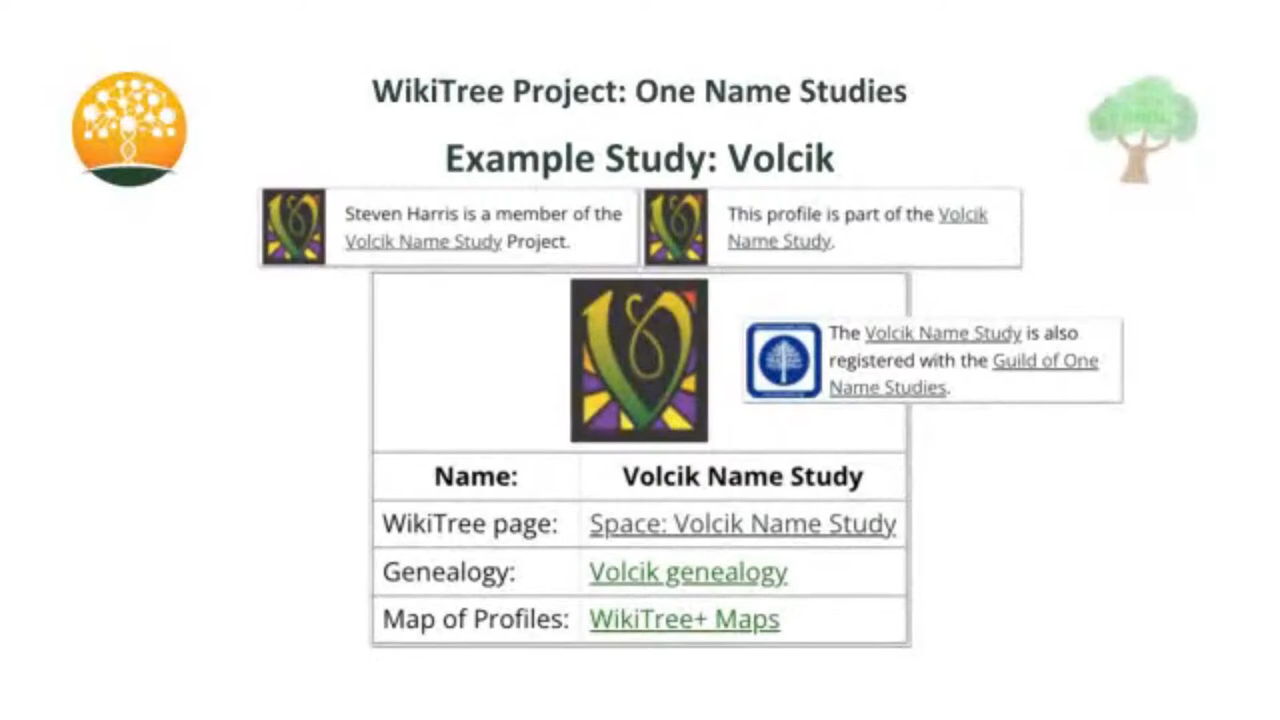 WikiTree Project: One Name Studies
Example Study: Volcik
Steven Harris is a member of the
Volcik Name Study Project.
This profile is part of the Volcik
Name Study.
The Volcik Name Study is also
registered with the Guild of One
Name Studies.
Name: Volcik Name Study
WikiTree page: Space: Volcik Name Study
Genealogy: Volcik genealogy
Map of Profiles: WikiTree+ Maps